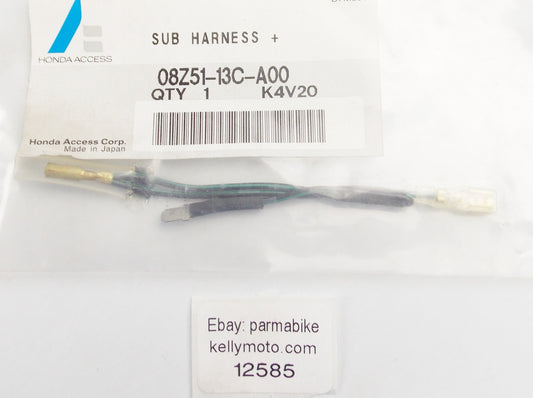 SUB HARNESS +
HONDA ACCESS
08Z51-13C-A00
QTY 1 K4V20
Honda Access Corp.
Made in Japan
Ebay: parmabike
kellymoto.com
12585